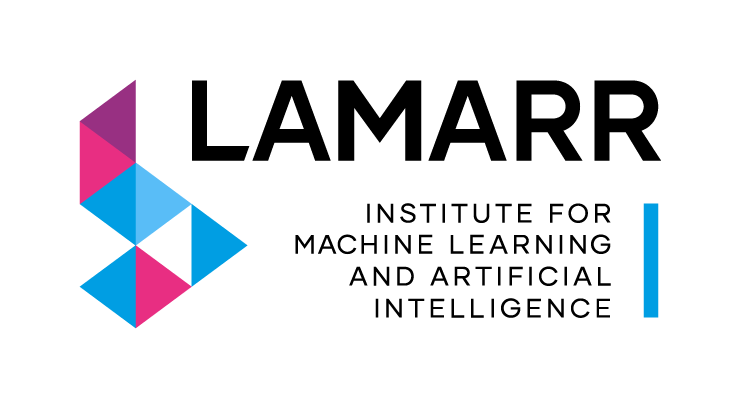 LAMARR
INSTITUTE FOR
MACHINE LEARNING
AND ARTIFICIAL
INTELLIGENCE